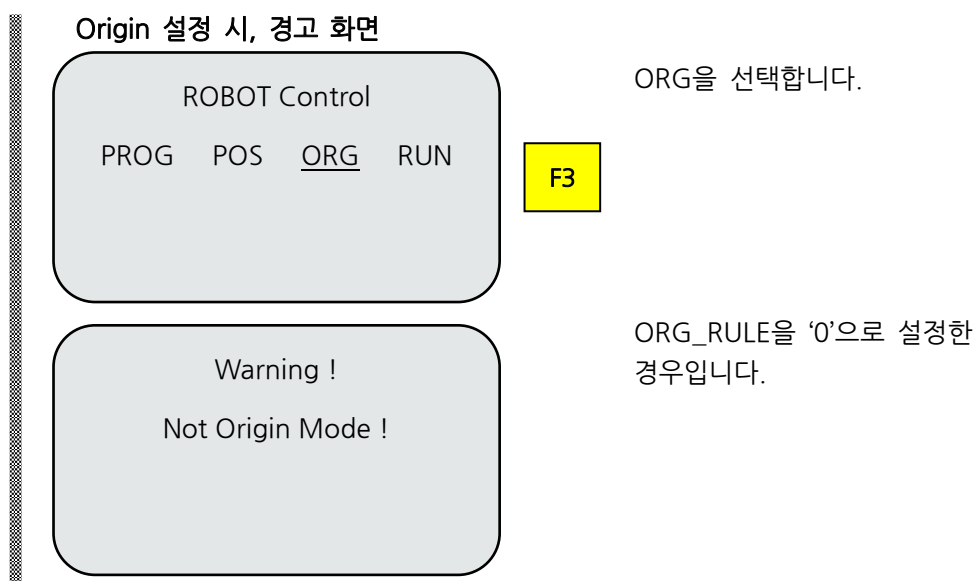 Origin 설정 시, 경고 화면
ROBOT Control
PROG POS ORG RUN
F3
ORG을 선택합니다.
Warning !
Not Origin Mode !
ORG_RULE을 ‘0’으로 설정한
경우입니다.